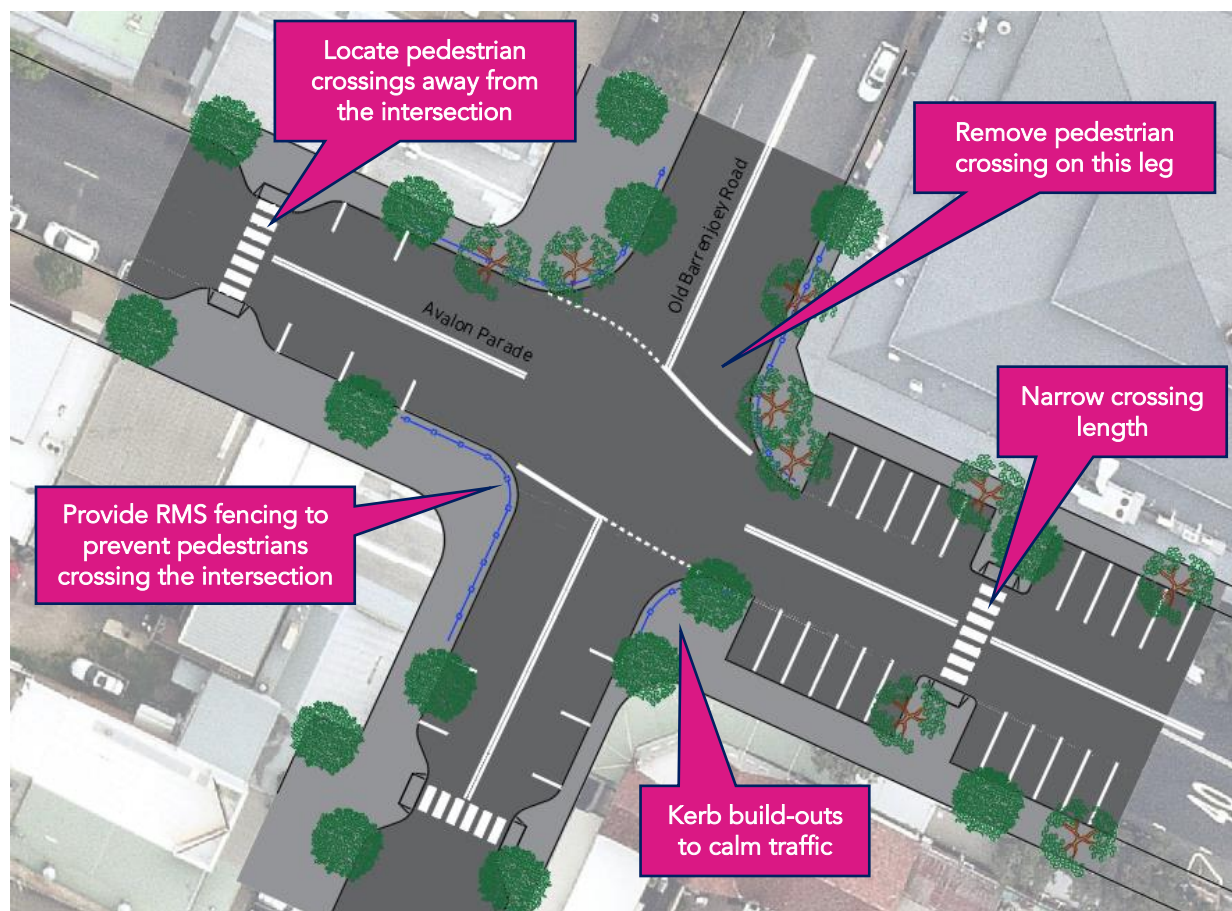 Locate pedestrian
crossings away from
the intersection
Remove pedestrian
crossing on this leg
Old Barrenjoey Road
Avalon Parade
Narrow crossing
length
Provide RMS fencing to
prevent pedestrians
crossing the intersection
Kerb build-outs
to calm traffic